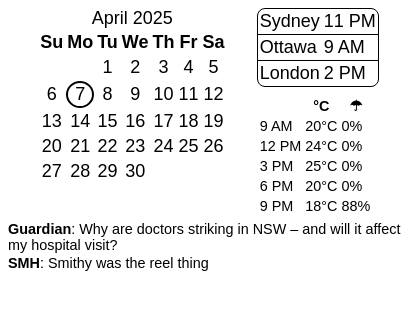 April 2025
Su Mo Tu We Th Fr Sa
1 2 3 4 5
6 7 8 9 10 11 12
13 14 15 16 17 18 19
20 21 22 23 24 25 26
27 28 29 30
Sydney 11 PM
Ottawa 9 AM
London 2 PM
°C ☂
9 AM 20°C 0%
12 PM 24°C 0%
3 PM 25°C 0%
6 PM 20°C 0%
9 PM 18°C 88%
Guardian: Why are doctors striking in NSW – and will it affect
my hospital visit?
SMH: Smithy was the reel thing